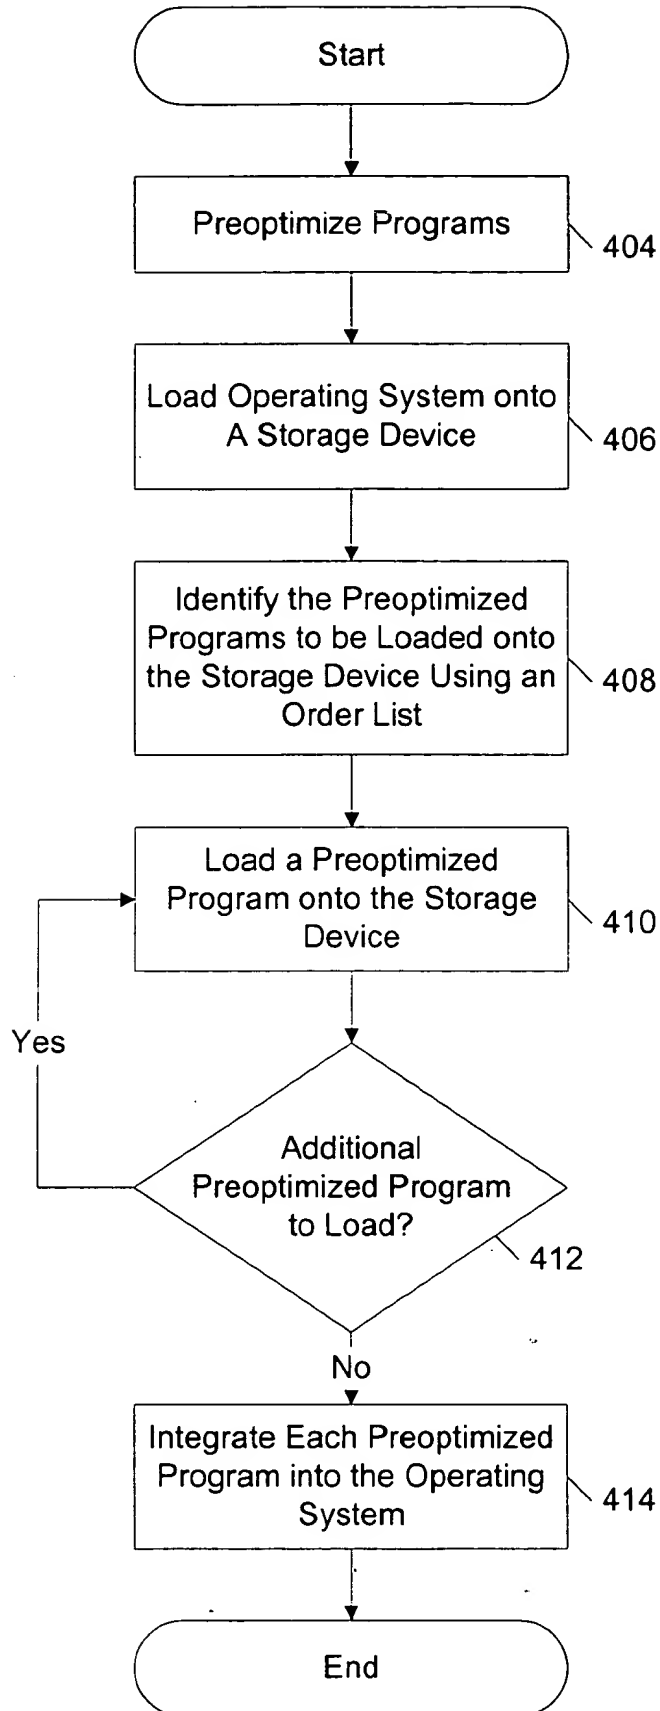 Start
Preoptimize Programs
404
Load Operating System onto
A Storage Device
406
Identify the Preoptimized
Programs to be Loaded onto
the Storage Device Using an
Order List
408
Load a Preoptimized
Program onto the Storage
Device
410
Yes
Additional
Preoptimized Program
to Load?
412
No
Integrate Each Preoptimized
Program into the Operating
System
414
End